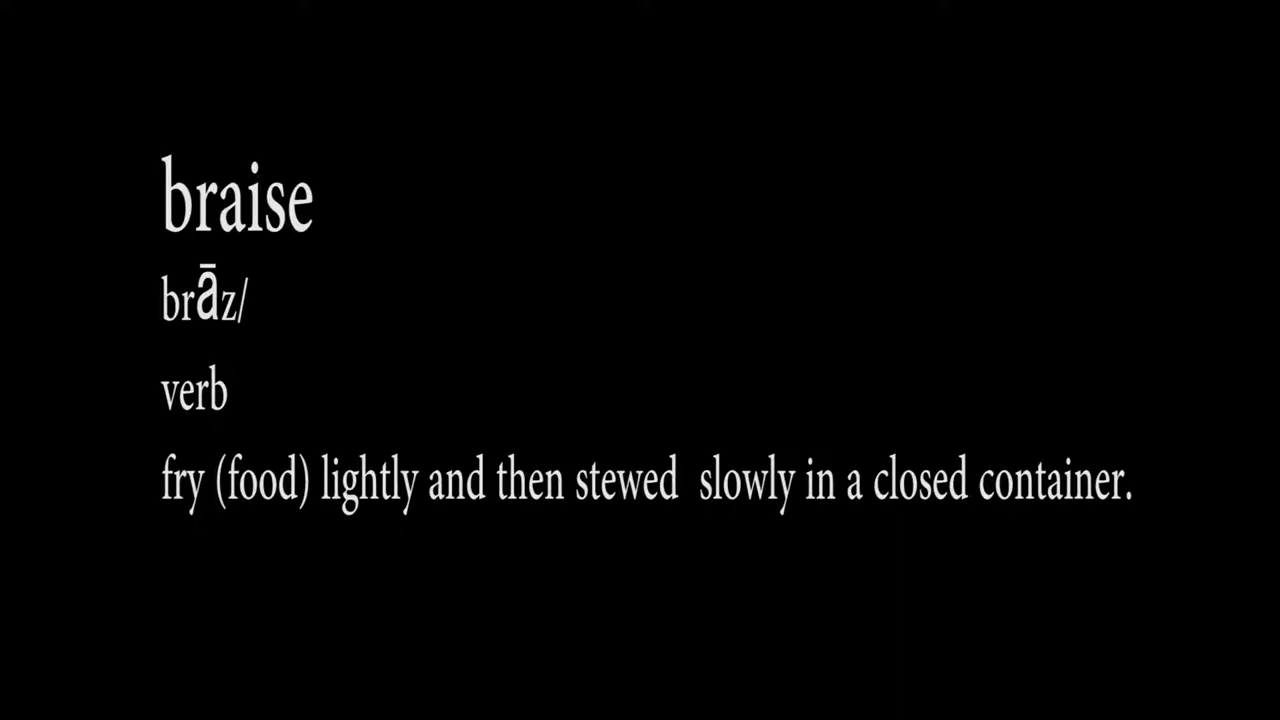 braise
brāz/
verb
fry (food) lightly and then stewed  slowly in a closed container.